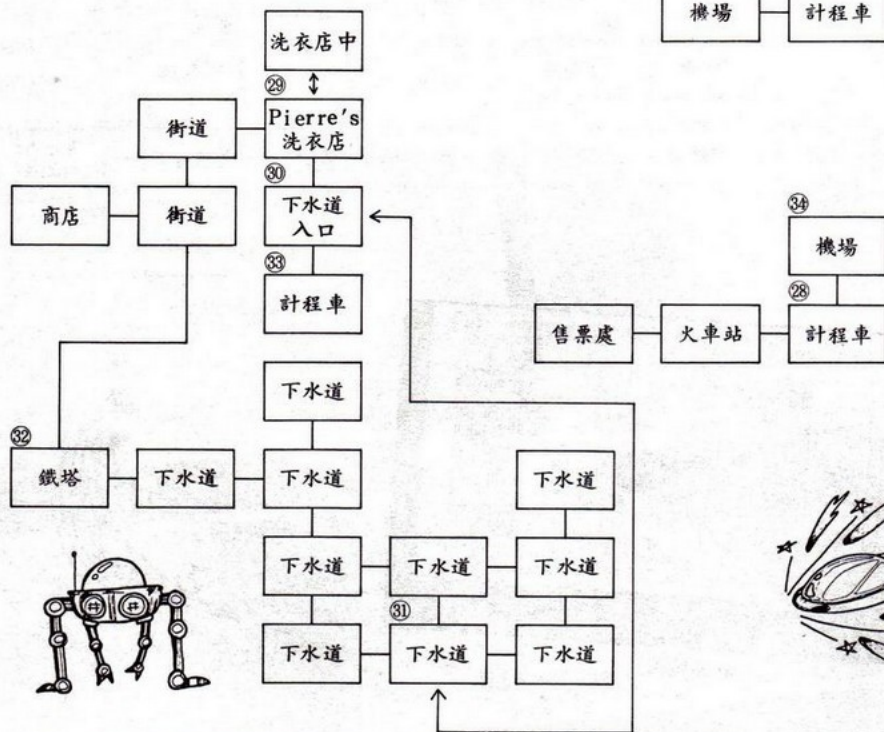 機場
計程車
洗衣店中
㉙
街道
Pierre's
洗衣店
㉚
商店
街道
下水道
入口
㉞
機場
㉝
計程車
㉘
售票處
火車站
計程車
下水道
㉜
鐵塔
下水道
下水道
下水道
下水道
下水道
下水道
㉛
下水道
下水道
下水道